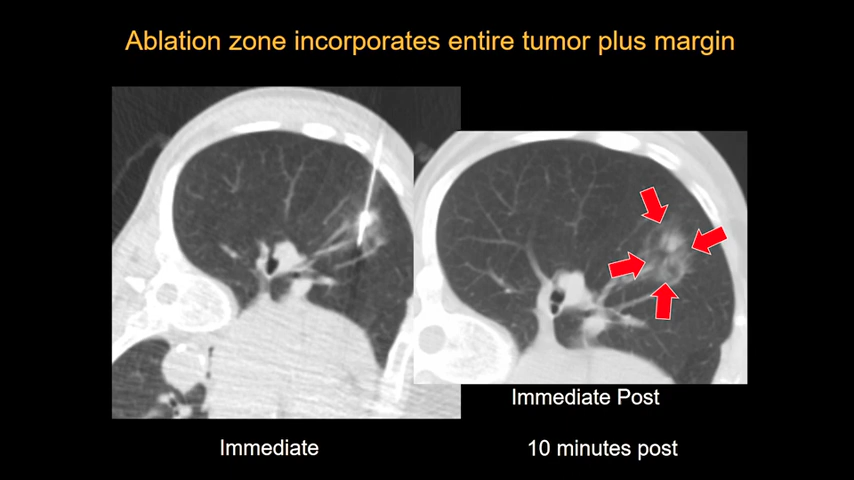 Ablation zone incorporates entire tumor plus margin
Immediate Post
Immediate
10 minutes post